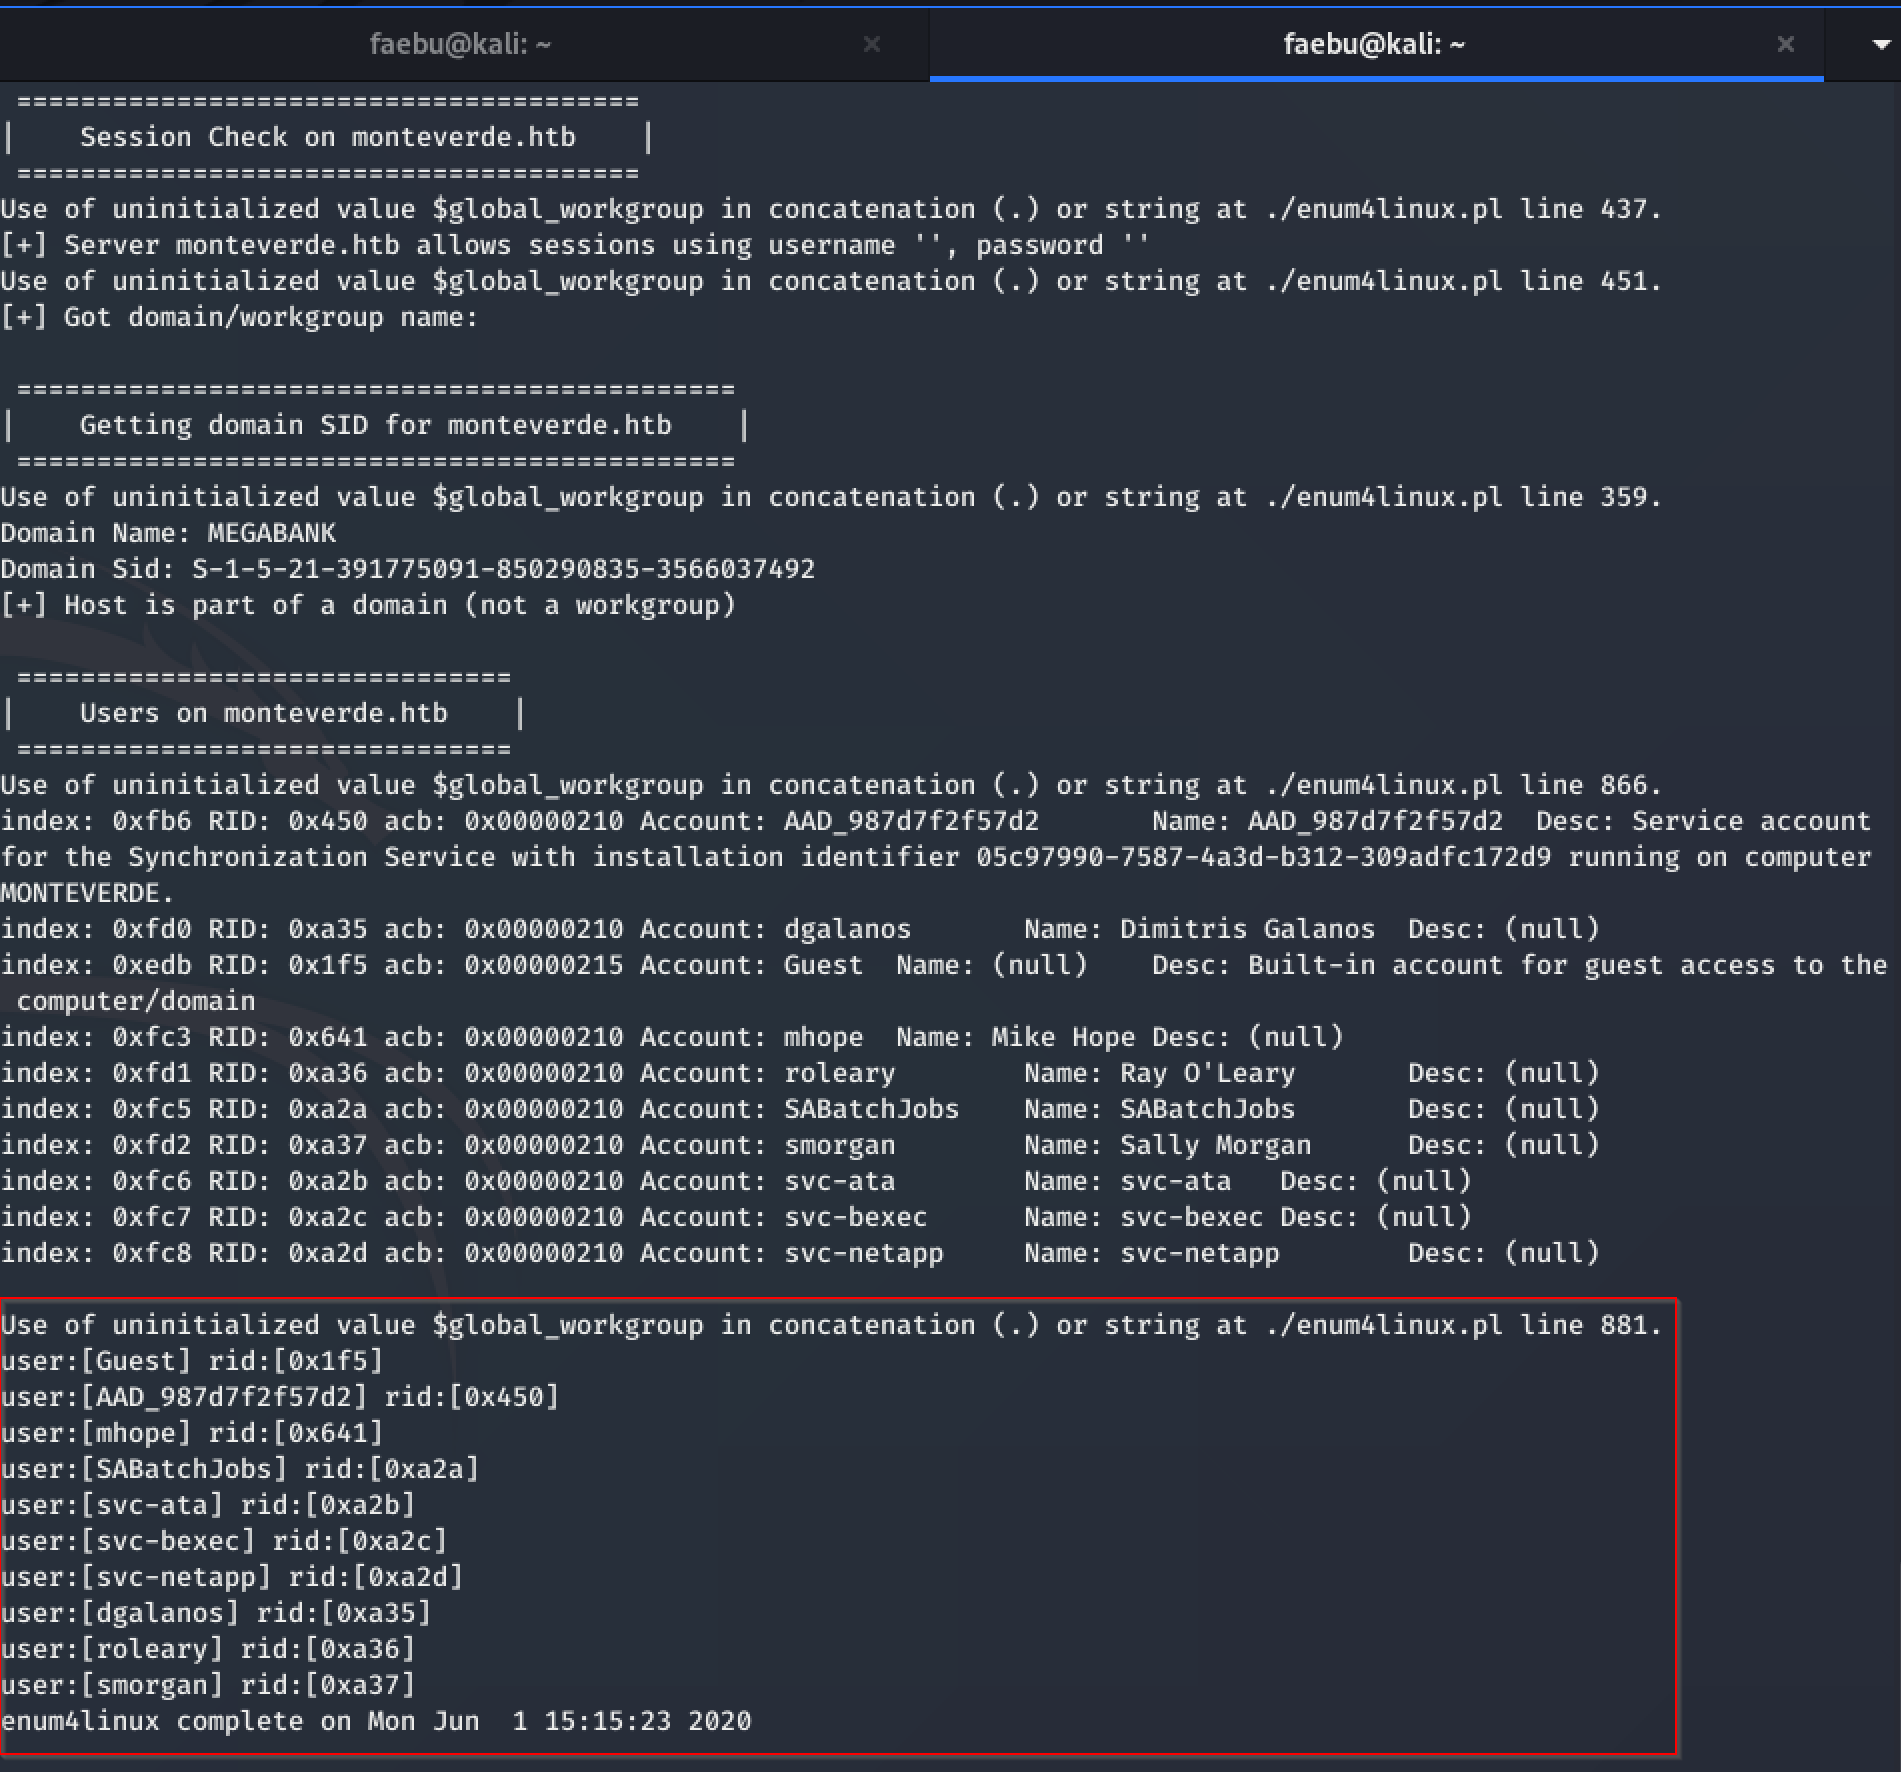 faebu@kali: ~
faebu@kali: ~
=======================================
|    Session Check on monteverde.htb    |
=======================================
Use of uninitialized value $global_workgroup in concatenation (.) or string at ./enum4linux.pl line 437.
[+] Server monteverde.htb allows sessions using username '', password ''
Use of uninitialized value $global_workgroup in concatenation (.) or string at ./enum4linux.pl line 451.
[+] Got domain/workgroup name:
=============================================
|    Getting domain SID for monteverde.htb    |
=============================================
Use of uninitialized value $global_workgroup in concatenation (.) or string at ./enum4linux.pl line 359.
Domain Name: MEGABANK
Domain Sid: S-1-5-21-391775091-850290835-3566037492
[+] Host is part of a domain (not a workgroup)
===============================
|    Users on monteverde.htb    |
===============================
Use of uninitialized value $global_workgroup in concatenation (.) or string at ./enum4linux.pl line 866.
index: 0xfb6 RID: 0x450 acb: 0x00000210 Account: AAD_987d7f2f57d2       Name: AAD_987d7f2f57d2  Desc: Service account
for the Synchronization Service with installation identifier 05c97990-7587-4a3d-b312-309adfc172d9 running on computer
MONTEVERDE.
index: 0xfd0 RID: 0xa35 acb: 0x00000210 Account: dgalanos       Name: Dimitris Galanos  Desc: (null)
index: 0xedb RID: 0x1f5 acb: 0x00000215 Account: Guest  Name: (null)    Desc: Built-in account for guest access to the
computer/domain
index: 0xfc3 RID: 0x641 acb: 0x00000210 Account: mhope  Name: Mike Hope Desc: (null)
index: 0xfd1 RID: 0xa36 acb: 0x00000210 Account: roleary        Name: Ray O'Leary       Desc: (null)
index: 0xfc5 RID: 0xa2a acb: 0x00000210 Account: SABatchJobs    Name: SABatchJobs       Desc: (null)
index: 0xfd2 RID: 0xa37 acb: 0x00000210 Account: smorgan        Name: Sally Morgan      Desc: (null)
index: 0xfc6 RID: 0xa2b acb: 0x00000210 Account: svc-ata        Name: svc-ata   Desc: (null)
index: 0xfc7 RID: 0xa2c acb: 0x00000210 Account: svc-bexec      Name: svc-bexec Desc: (null)
index: 0xfc8 RID: 0xa2d acb: 0x00000210 Account: svc-netapp     Name: svc-netapp        Desc: (null)
Use of uninitialized value $global_workgroup in concatenation (.) or string at ./enum4linux.pl line 881.
user:[Guest] rid:[0x1f5]
user:[AAD_987d7f2f57d2] rid:[0x450]
user:[mhope] rid:[0x641]
user:[SABatchJobs] rid:[0xa2a]
user:[svc-ata] rid:[0xa2b]
user:[svc-bexec] rid:[0xa2c]
user:[svc-netapp] rid:[0xa2d]
user:[dgalanos] rid:[0xa35]
user:[roleary] rid:[0xa36]
user:[smorgan] rid:[0xa37]
enum4linux complete on Mon Jun  1 15:15:23 2020